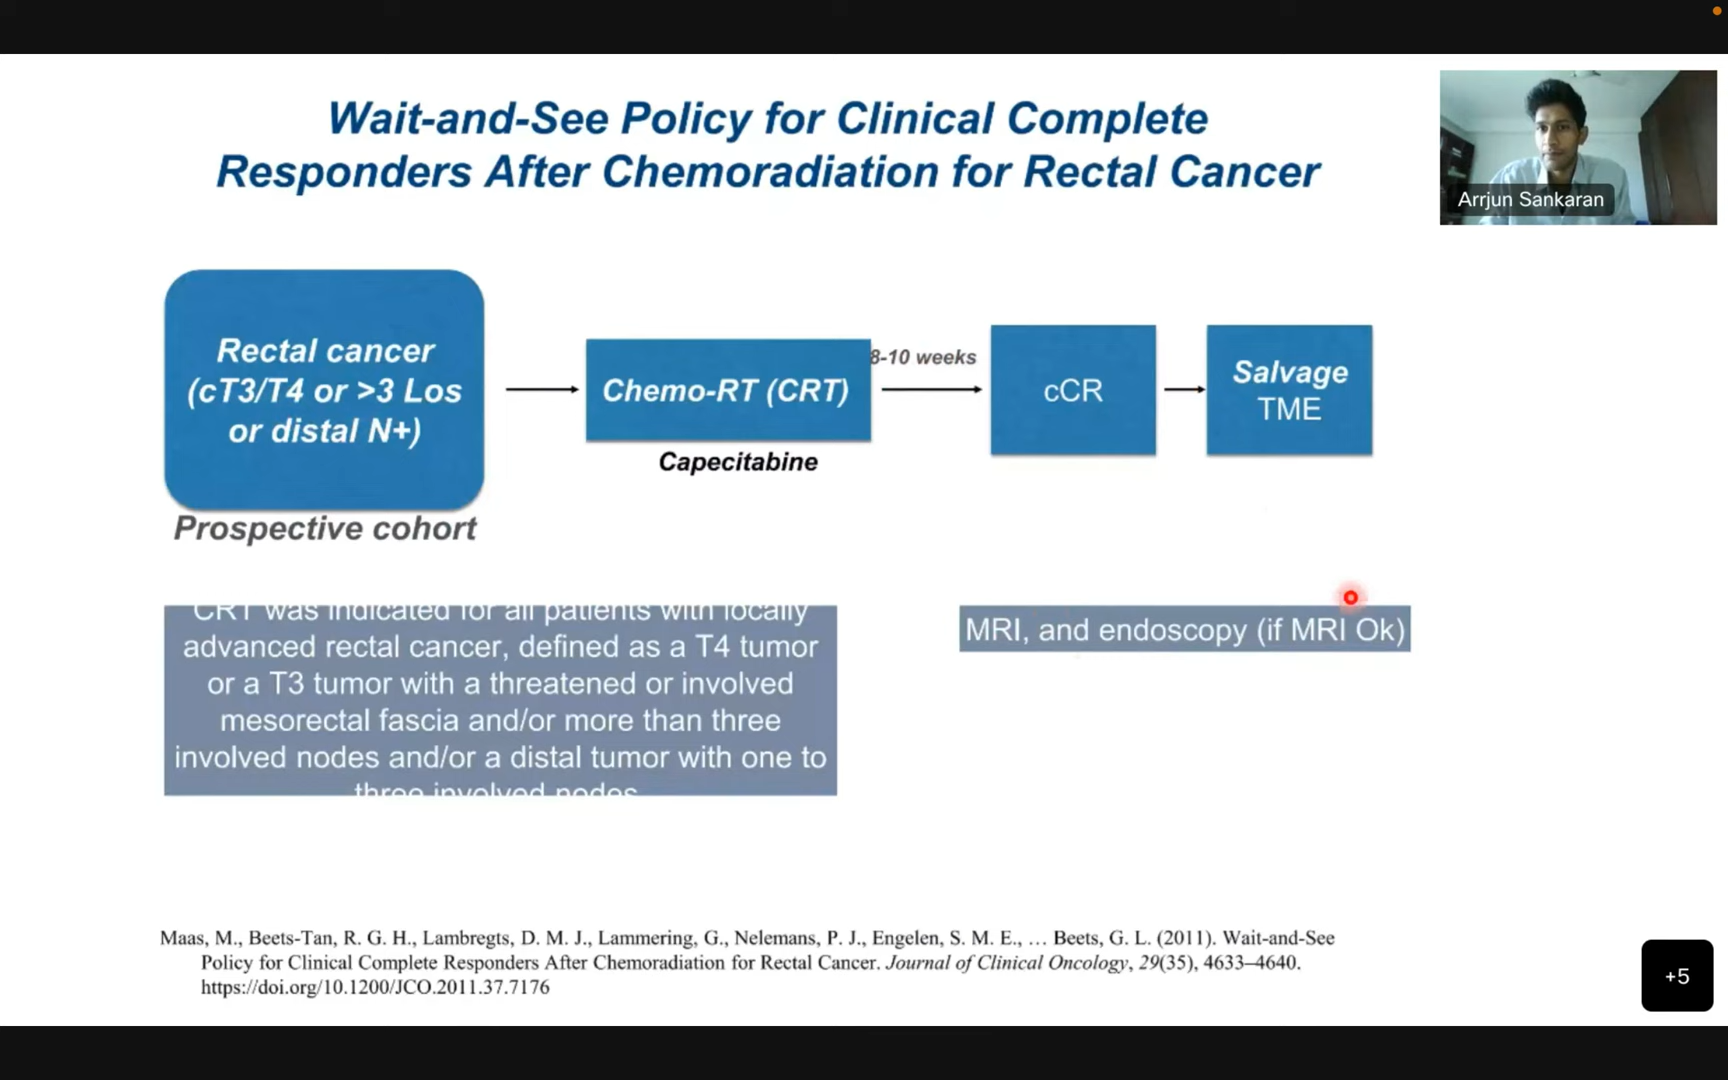 Wait-and-See Policy for Clinical Complete
Responders After Chemoradiation for Rectal Cancer
Arrjun Sankaran
Rectal cancer
(cT3/T4 or >3 Los
or distal N+)
Prospective cohort
Chemo-RT (CRT)
Capecitabine
8-10 weeks
cCR
Salvage
TME
CRT was indicated for all patients with locally
advanced rectal cancer, defined as a T4 tumor
or a T3 tumor with a threatened or involved
mesorectal fascia and/or more than three
involved nodes and/or a distal tumor with one to
three involved nodes
MRI, and endoscopy (if MRI Ok)
Maas, M., Beets-Tan, R. G. H., Lambregts, D. M. J., Lammering, G., Nelemans, P. J., Engelen, S. M. E., … Beets, G. L. (2011). Wait-and-See
Policy for Clinical Complete Responders After Chemoradiation for Rectal Cancer. Journal of Clinical Oncology, 29(35), 4633–4640.
https://doi.org/10.1200/JCO.2011.37.7176
+5